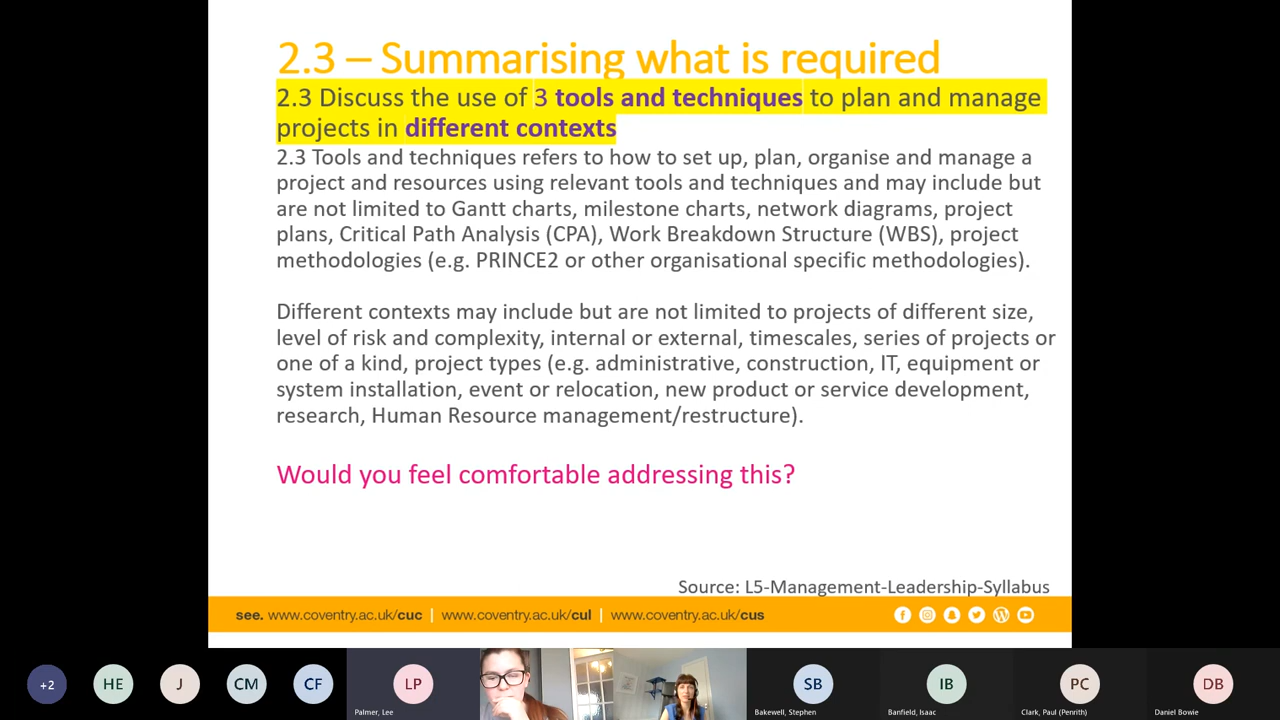 2.3 – Summarising what is required
2.3 Discuss the use of 3 tools and techniques to plan and manage
projects in different contexts
2.3 Tools and techniques refers to how to set up, plan, organise and manage a
project and resources using relevant tools and techniques and may include but
are not limited to Gantt charts, milestone charts, network diagrams, project
plans, Critical Path Analysis (CPA), Work Breakdown Structure (WBS), project
methodologies (e.g. PRINCE2 or other organisational specific methodologies).
Different contexts may include but are not limited to projects of different size,
level of risk and complexity, internal or external, timescales, series of projects or
one of a kind, project types (e.g. administrative, construction, IT, equipment or
system installation, event or relocation, new product or service development,
research, Human Resource management/restructure).
Would you feel comfortable addressing this?
Source: L5-Management-Leadership-Syllabus
see. www.coventry.ac.uk/cuc | www.coventry.ac.uk/cul | www.coventry.ac.uk/cus
+2 HE J CM CF LP SB IB PC DB
Palmer, Lee Bakewell, Stephen Banfield, Isaac Clark, Paul (Penrith) Daniel Bowie